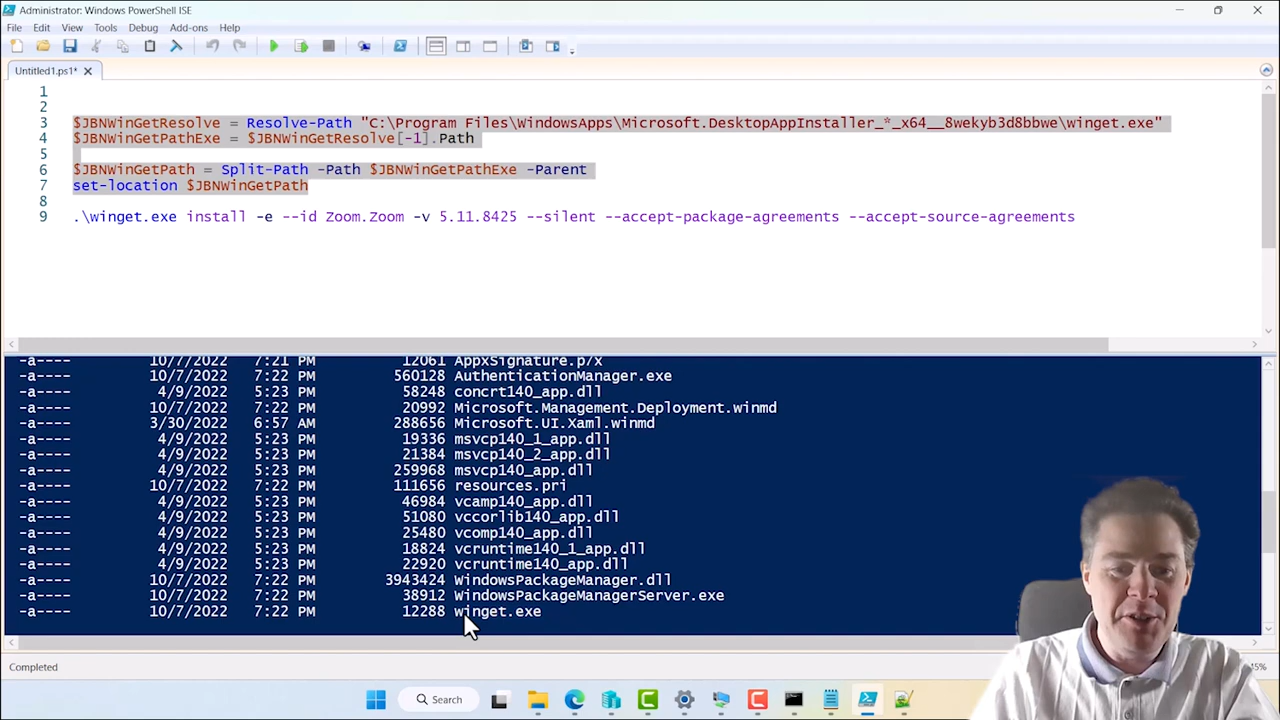 Administrator: Windows PowerShell ISE
File Edit View Tools Debug Add-ons Help
Untitled1.ps1*
1
2
3 $JBNWinGetResolve = Resolve-Path "C:\Program Files\WindowsApps\Microsoft.DesktopAppInstaller_*_x64__8wekyb3d8bbwe\winget.exe"
4 $JBNWinGetPathExe = $JBNWinGetResolve[-1].Path
5
6 $JBNWinGetPath = Split-Path -Path $JBNWinGetPathExe -Parent
7 set-location $JBNWinGetPath
8
9 .\winget.exe install -e --id Zoom.Zoom -v 5.11.8425 --silent --accept-package-agreements --accept-source-agreements
-a---- 10/7/2022 7:21 PM 12061 AppxSignature.p7x
-a---- 10/7/2022 7:22 PM 560128 AuthenticationManager.exe
-a---- 4/9/2022 5:23 PM 58248 concrt140_app.dll
-a---- 10/7/2022 7:22 PM 20992 Microsoft.Management.Deployment.winmd
-a---- 3/30/2022 6:57 AM 288656 Microsoft.UI.Xaml.winmd
-a---- 4/9/2022 5:23 PM 19336 msvcp140_1_app.dll
-a---- 4/9/2022 5:23 PM 21384 msvcp140_2_app.dll
-a---- 4/9/2022 5:23 PM 259968 msvcp140_app.dll
-a---- 10/7/2022 7:22 PM 111656 resources.pri
-a---- 4/9/2022 5:23 PM 46984 vcamp140_app.dll
-a---- 4/9/2022 5:23 PM 51080 vccorlib140_app.dll
-a---- 4/9/2022 5:23 PM 25480 vcomp140_app.dll
-a---- 4/9/2022 5:23 PM 18824 vcruntime140_1_app.dll
-a---- 4/9/2022 5:23 PM 22920 vcruntime140_app.dll
-a---- 10/7/2022 7:22 PM 3943424 WindowsPackageManager.dll
-a---- 10/7/2022 7:22 PM 38912 WindowsPackageManagerServer.exe
-a---- 10/7/2022 7:22 PM 12288 winget.exe
Completed
Search